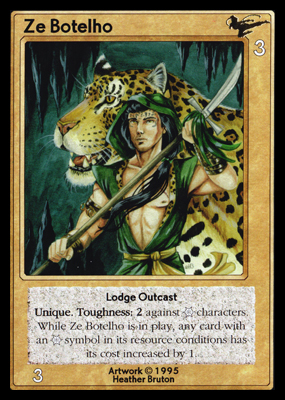 Ze Botelho
3
Lodge Outcast
Unique. Toughness: 2 against characters.
While Ze Botelho is in play, any card with
an symbol in its resource conditions has
its cost increased by 1.
3
Artwork © 1995
Heather Bruton